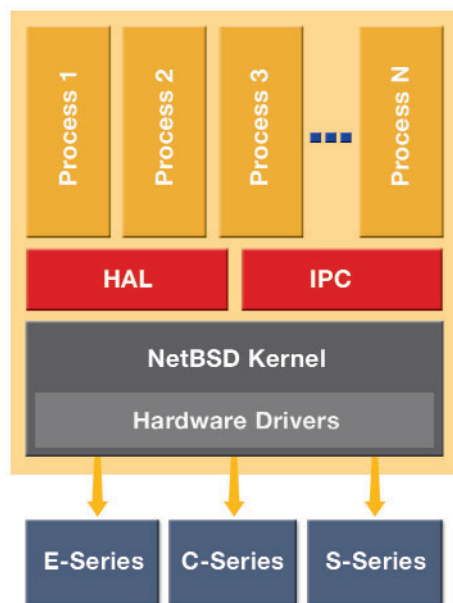 Process 1
Process 2
Process 3
Process N
HAL
IPC
NetBSD Kernel
Hardware Drivers
E-Series
C-Series
S-Series